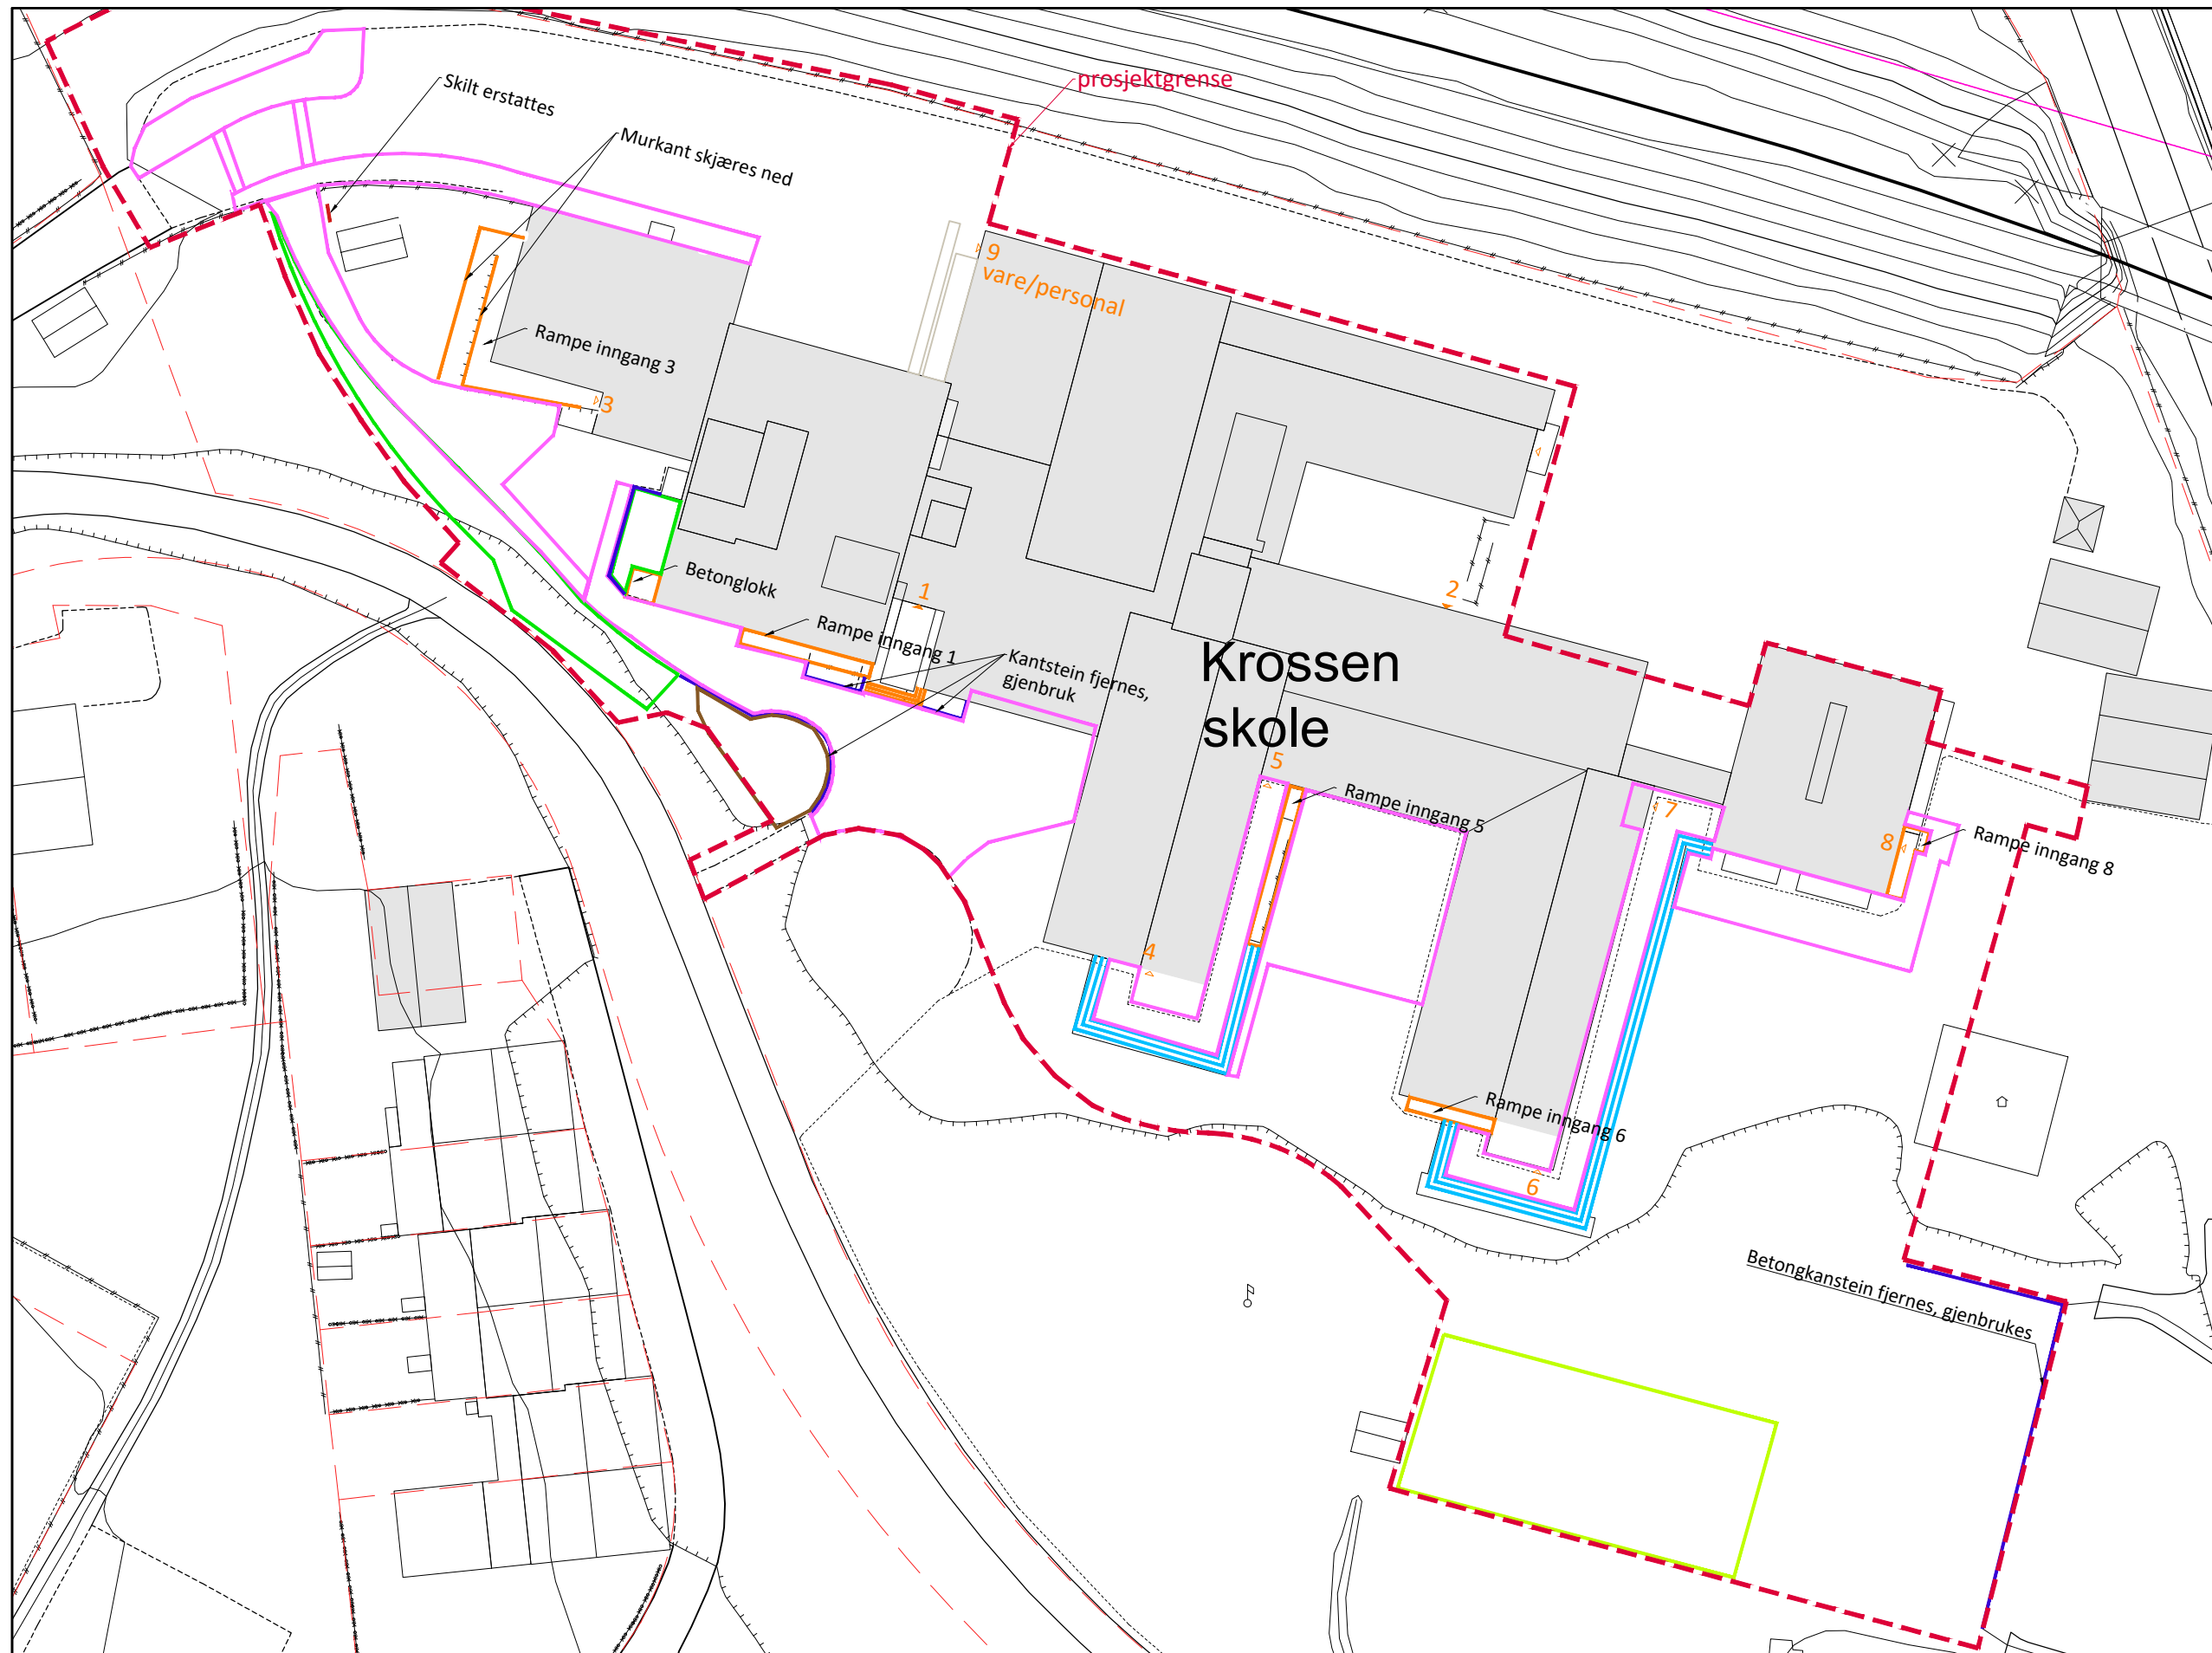 prosjektgrense
Skilt erstattes
Murkant skjæres ned
9
vare/personal
Rampe inngang 3
3
Betonglokk
1
2
Rampe inngang 1
Kantstein fjernes,
gjenbruk
Krossen
skole
5
Rampe inngang 5
7
8
Rampe inngang 8
4
Rampe inngang 6
6
Betongkanstein fjernes, gjenbrukes